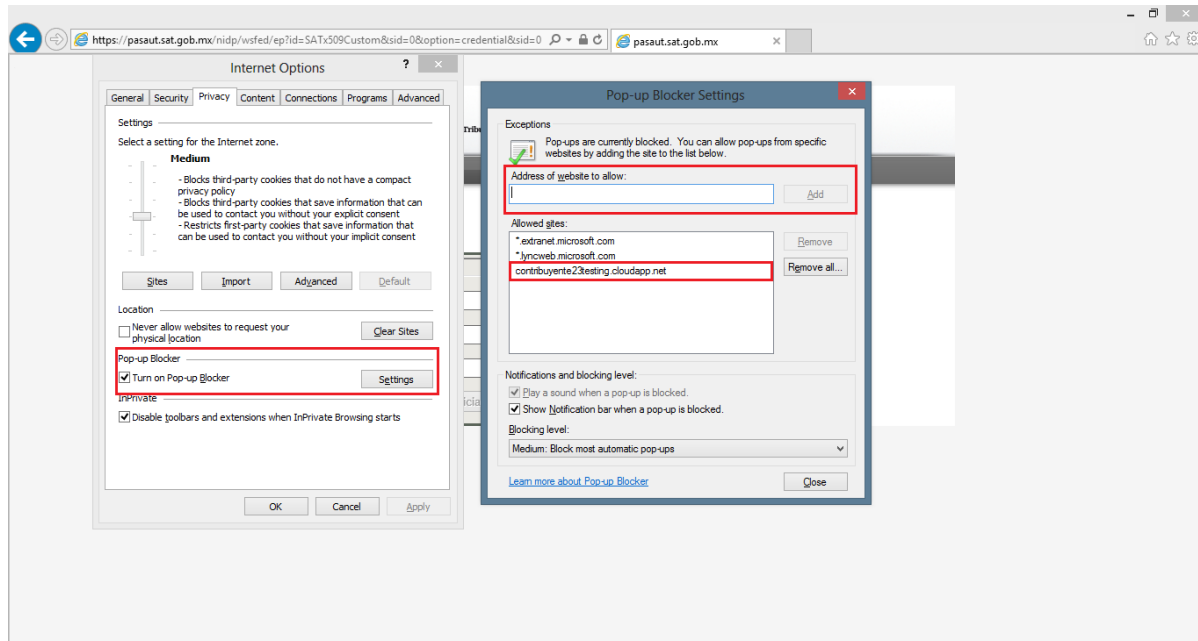 https://pasaut.sat.gob.mx/nidp/wsfed/ep?id=SATx509Custom&sid=0&option=credential&sid=0
pasaut.sat.gob.mx
Internet Options
?
General Security Privacy Content Connections Programs Advanced
Settings
Select a setting for the Internet zone.
Medium
- Blocks third-party cookies that do not have a compact
privacy policy
- Blocks third-party cookies that save information that can
be used to contact you without your explicit consent
- Restricts first-party cookies that save information that
can be used to contact you without your implicit consent
Sites Import Advanced Default
Location
Never allow websites to request your
physical location
Clear Sites
Pop-up Blocker
Turn on Pop-up Blocker
Settings
InPrivate
Disable toolbars and extensions when InPrivate Browsing starts
OK Cancel Apply
Tribu
icia
Pop-up Blocker Settings
Exceptions
Pop-ups are currently blocked. You can allow pop-ups from specific
websites by adding the site to the list below.
Address of website to allow:
Add
Allowed sites:
*.extranet.microsoft.com
*.lyncweb.microsoft.com
contribuyente23testing.cloudapp.net
Remove
Remove all...
Notifications and blocking level:
Play a sound when a pop-up is blocked.
Show Notification bar when a pop-up is blocked.
Blocking level:
Medium: Block most automatic pop-ups
Learn more about Pop-up Blocker
Close